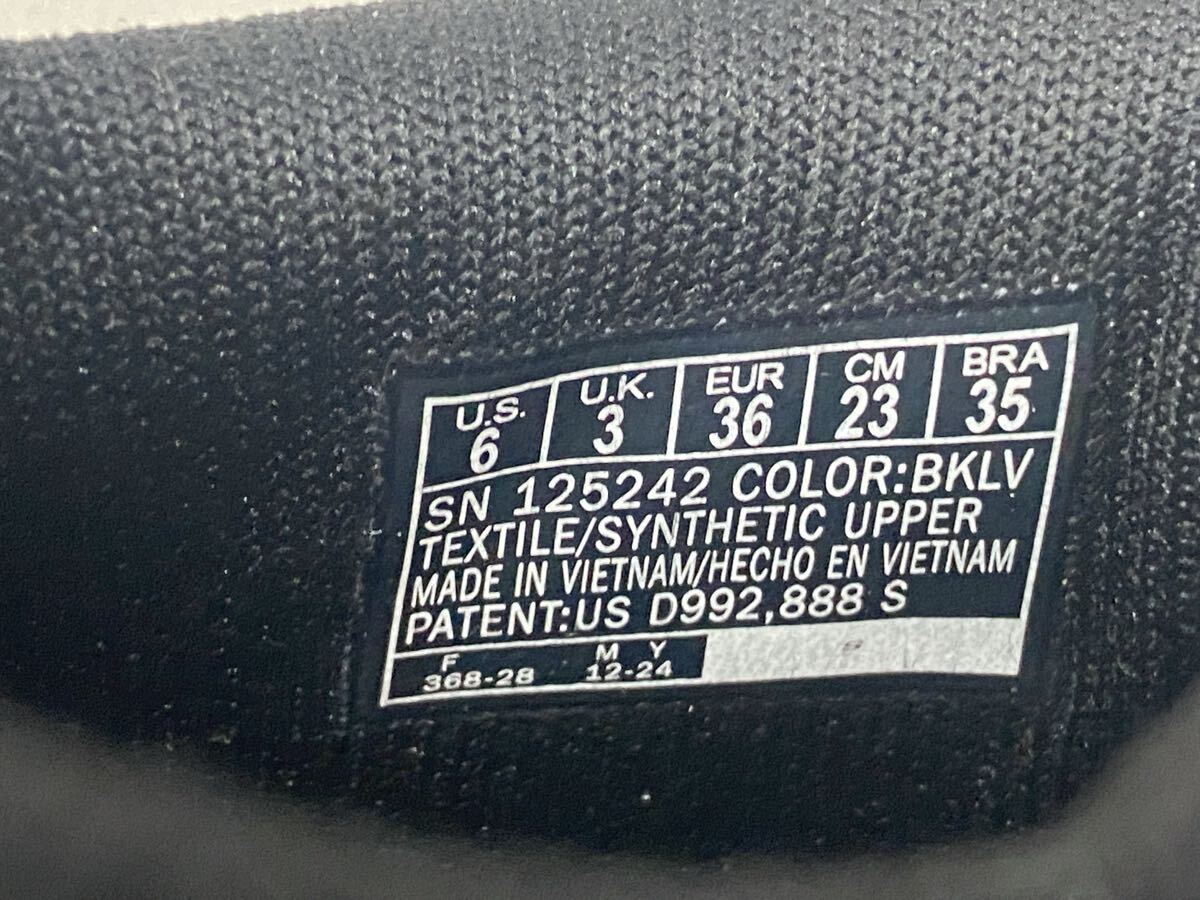 U.S. U.K. EUR CM BRA
6 3 36 23 35
SN 125242 COLOR:BKLV
TEXTILE/SYNTHETIC UPPER
MADE IN VIETNAM/HECHO EN VIETNAM
PATENT:US D992,888 S
F M Y
368-28 12-24